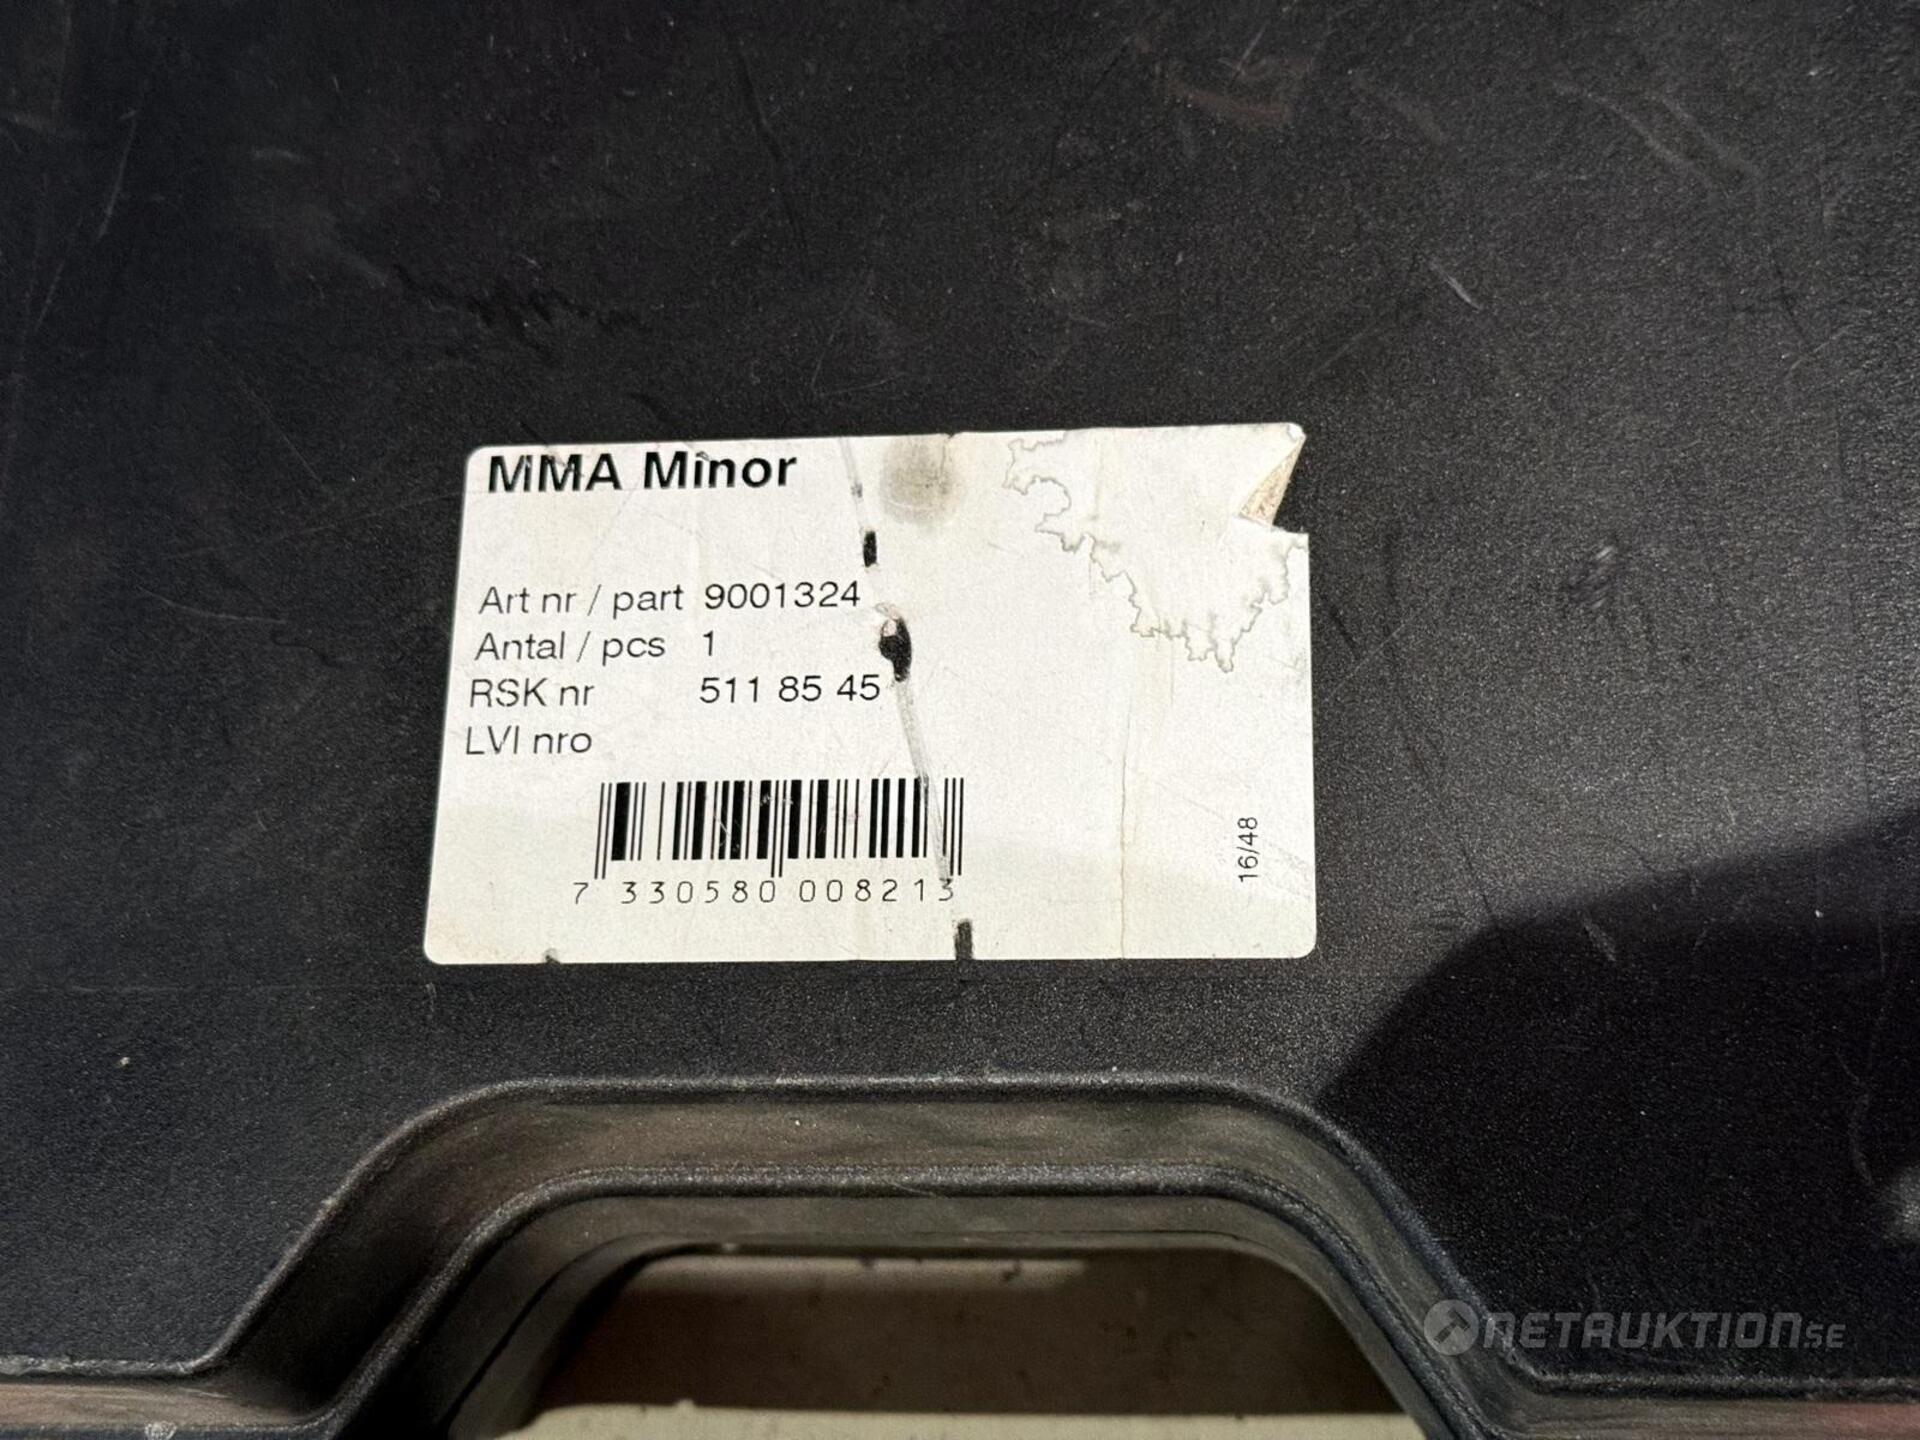 MMA Minor
Art nr / part 9001324
Antal / pcs 1
RSK nr 511 85 45
LVI nro
7 330580 008213
16/48
NETAUKTION.SE